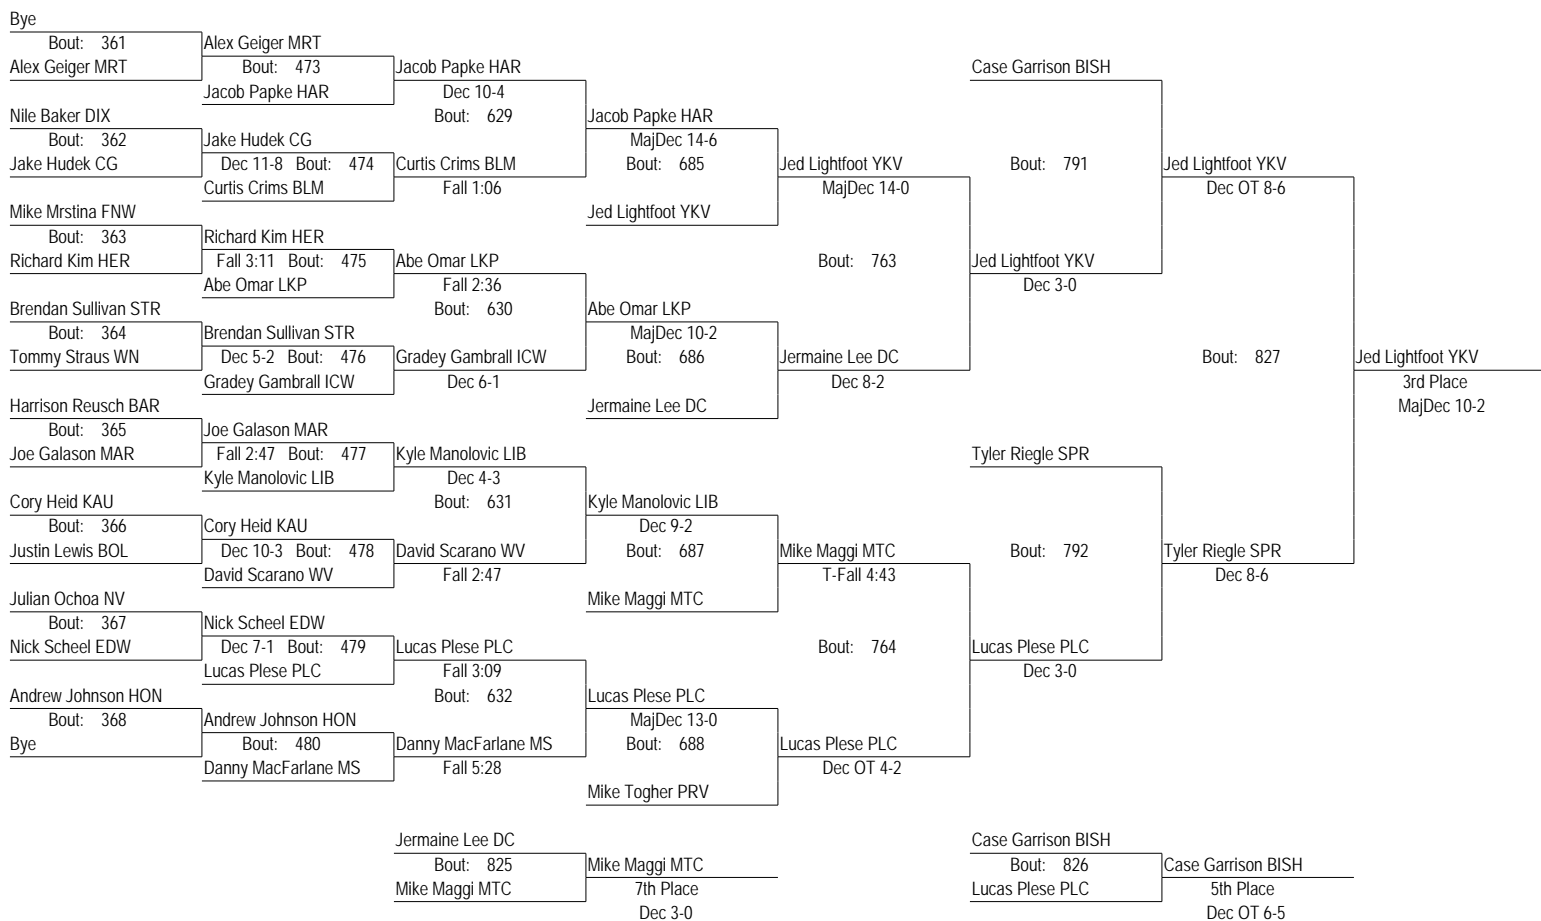 Bye
Bout: 361
Alex Geiger MRT
Alex Geiger MRT
Bout: 473
Jacob Papke HAR
Jacob Papke HAR
Dec 10-4
Bout: 629
Nile Baker DIX
Bout: 362
Jake Hudek CG
Jake Hudek CG
Dec 11-8 Bout: 474
Curtis Crims BLM
Curtis Crims BLM
Fall 1:06
Jacob Papke HAR
MajDec 14-6
Bout: 685
Jed Lightfoot YKV
Jed Lightfoot YKV
MajDec 14-0
Bout: 763
Mike Mrstina FNW
Bout: 363
Richard Kim HER
Richard Kim HER
Fall 3:11 Bout: 475
Abe Omar LKP
Abe Omar LKP
Fall 2:36
Bout: 630
Brendan Sullivan STR
Bout: 364
Tommy Straus WN
Brendan Sullivan STR
Dec 5-2 Bout: 476
Gradey Gambrall ICW
Gradey Gambrall ICW
Dec 6-1
Abe Omar LKP
MajDec 10-2
Bout: 686
Jermaine Lee DC
Jermaine Lee DC
Dec 8-2
Case Garrison BISH
Bout: 791
Jed Lightfoot YKV
Dec 3-0
Jed Lightfoot YKV
Dec OT 8-6
Bout: 827
Jed Lightfoot YKV
3rd Place
MajDec 10-2
Harrison Reusch BAR
Bout: 365
Joe Galason MAR
Joe Galason MAR
Fall 2:47 Bout: 477
Kyle Manolovic LIB
Kyle Manolovic LIB
Dec 4-3
Bout: 631
Cory Heid KAU
Bout: 366
Justin Lewis BOL
Cory Heid KAU
Dec 10-3 Bout: 478
David Scarano WV
David Scarano WV
Fall 2:47
Kyle Manolovic LIB
Dec 9-2
Bout: 687
Mike Maggi MTC
Mike Maggi MTC
T-Fall 4:43
Bout: 764
Julian Ochoa NV
Bout: 367
Nick Scheel EDW
Nick Scheel EDW
Dec 7-1 Bout: 479
Lucas Plese PLC
Lucas Plese PLC
Fall 3:09
Bout: 632
Andrew Johnson HON
Bout: 368
Bye
Andrew Johnson HON
Bout: 480
Danny MacFarlane MS
Danny MacFarlane MS
Fall 5:28
Lucas Plese PLC
MajDec 13-0
Bout: 688
Mike Togher PRV
Lucas Plese PLC
Dec OT 4-2
Tyler Riegle SPR
Bout: 792
Lucas Plese PLC
Dec 3-0
Tyler Riegle SPR
Dec 8-6
Jermaine Lee DC
Bout: 825
Mike Maggi MTC
Mike Maggi MTC
7th Place
Dec 3-0
Case Garrison BISH
Bout: 826
Lucas Plese PLC
Case Garrison BISH
5th Place
Dec OT 6-5